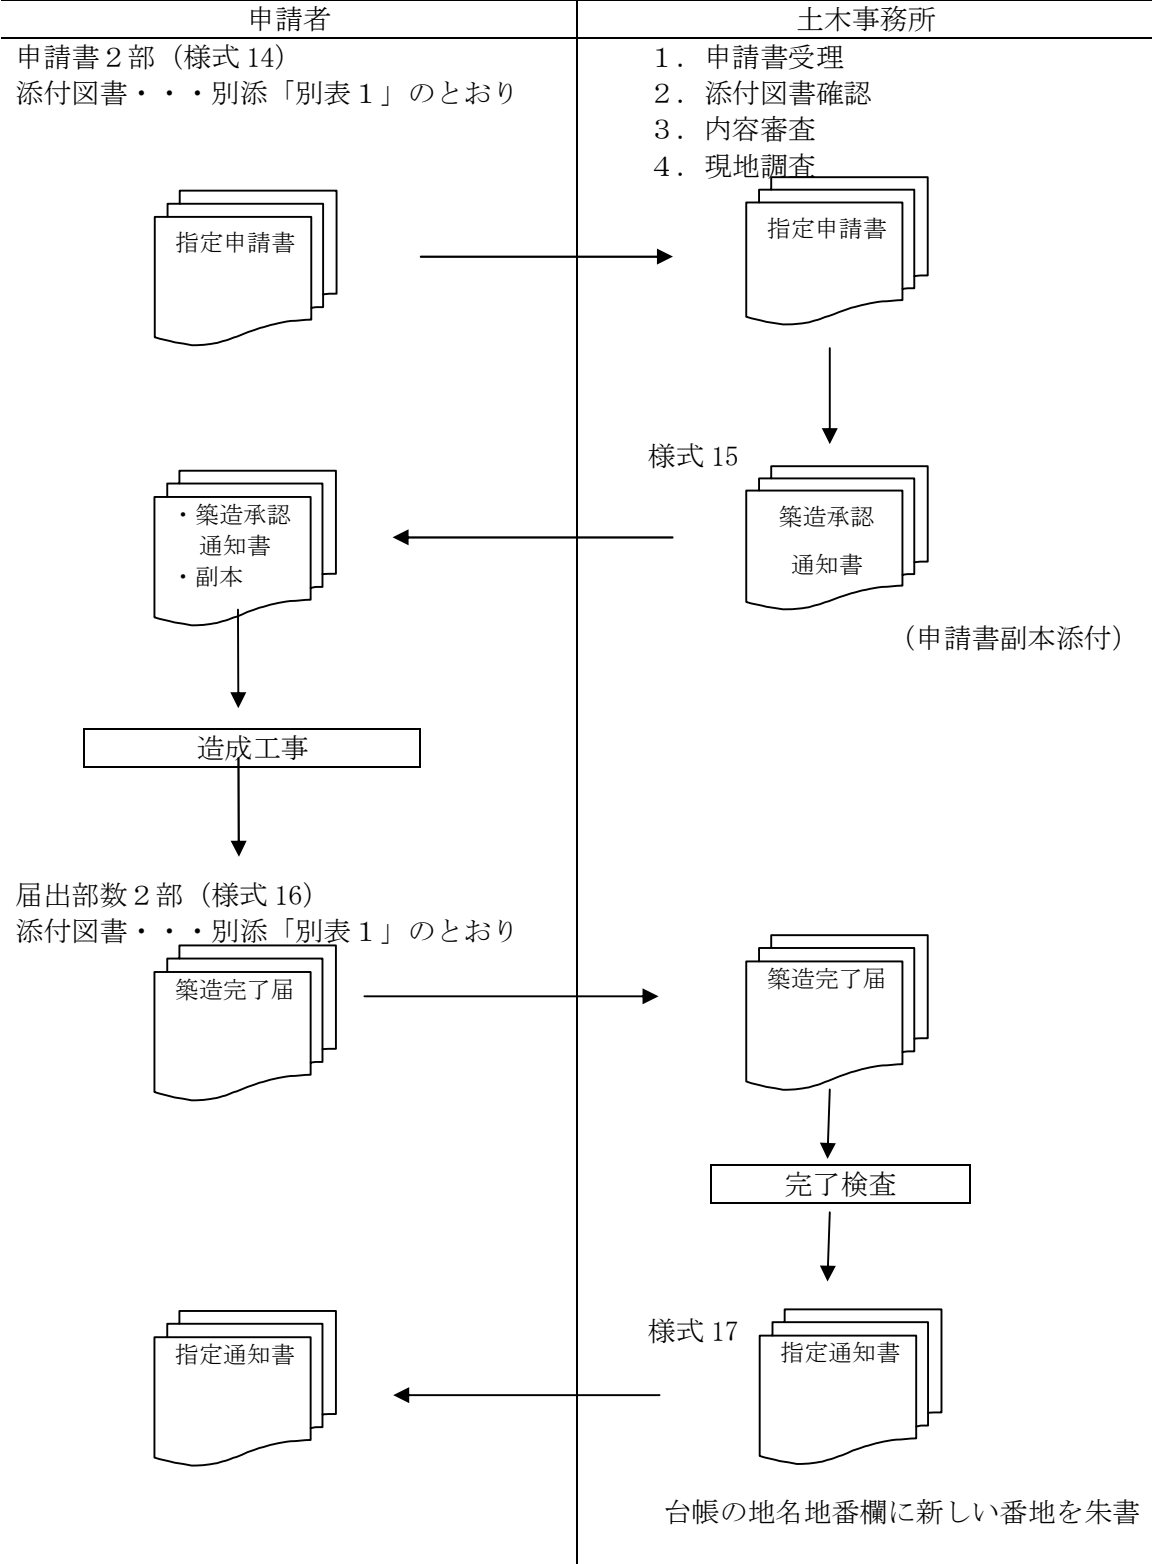 申請者
土木事務所
申請書２部（様式 14）
添付図書・・・別添「別表１」のとおり
１．申請書受理
２．添付図書確認
３．内容審査
４．現地調査
指定申請書
指定申請書
様式 15
築造承認
通知書
・築造承認
通知書
・副本
（申請書副本添付）
造成工事
届出部数２部（様式 16）
添付図書・・・別添「別表１」のとおり
築造完了届
築造完了届
完了検査
様式 17
指定通知書
指定通知書
台帳の地名地番欄に新しい番地を朱書